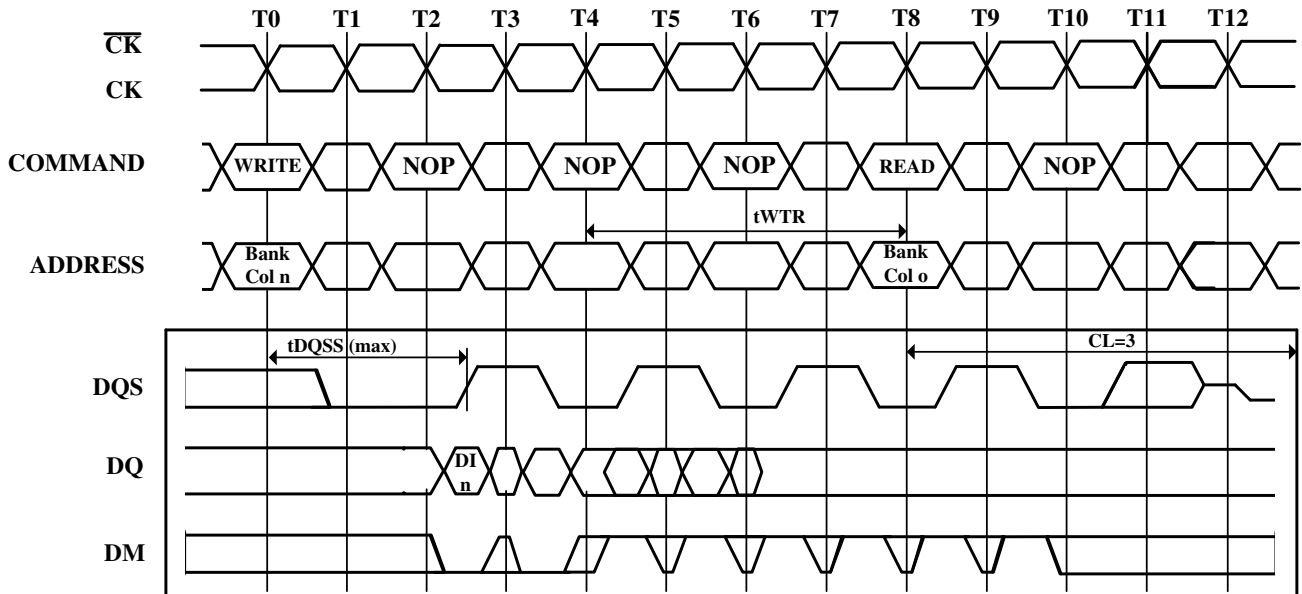 T0 T1 T2 T3 T4 T5 T6 T7 T8 T9 T10 T11 T12
CK
CK
COMMAND WRITE NOP NOP NOP READ NOP
tWTR
ADDRESS Bank Col n Bank Col o
tDQSS (max) CL=3
DQS
DQ DI n
DM